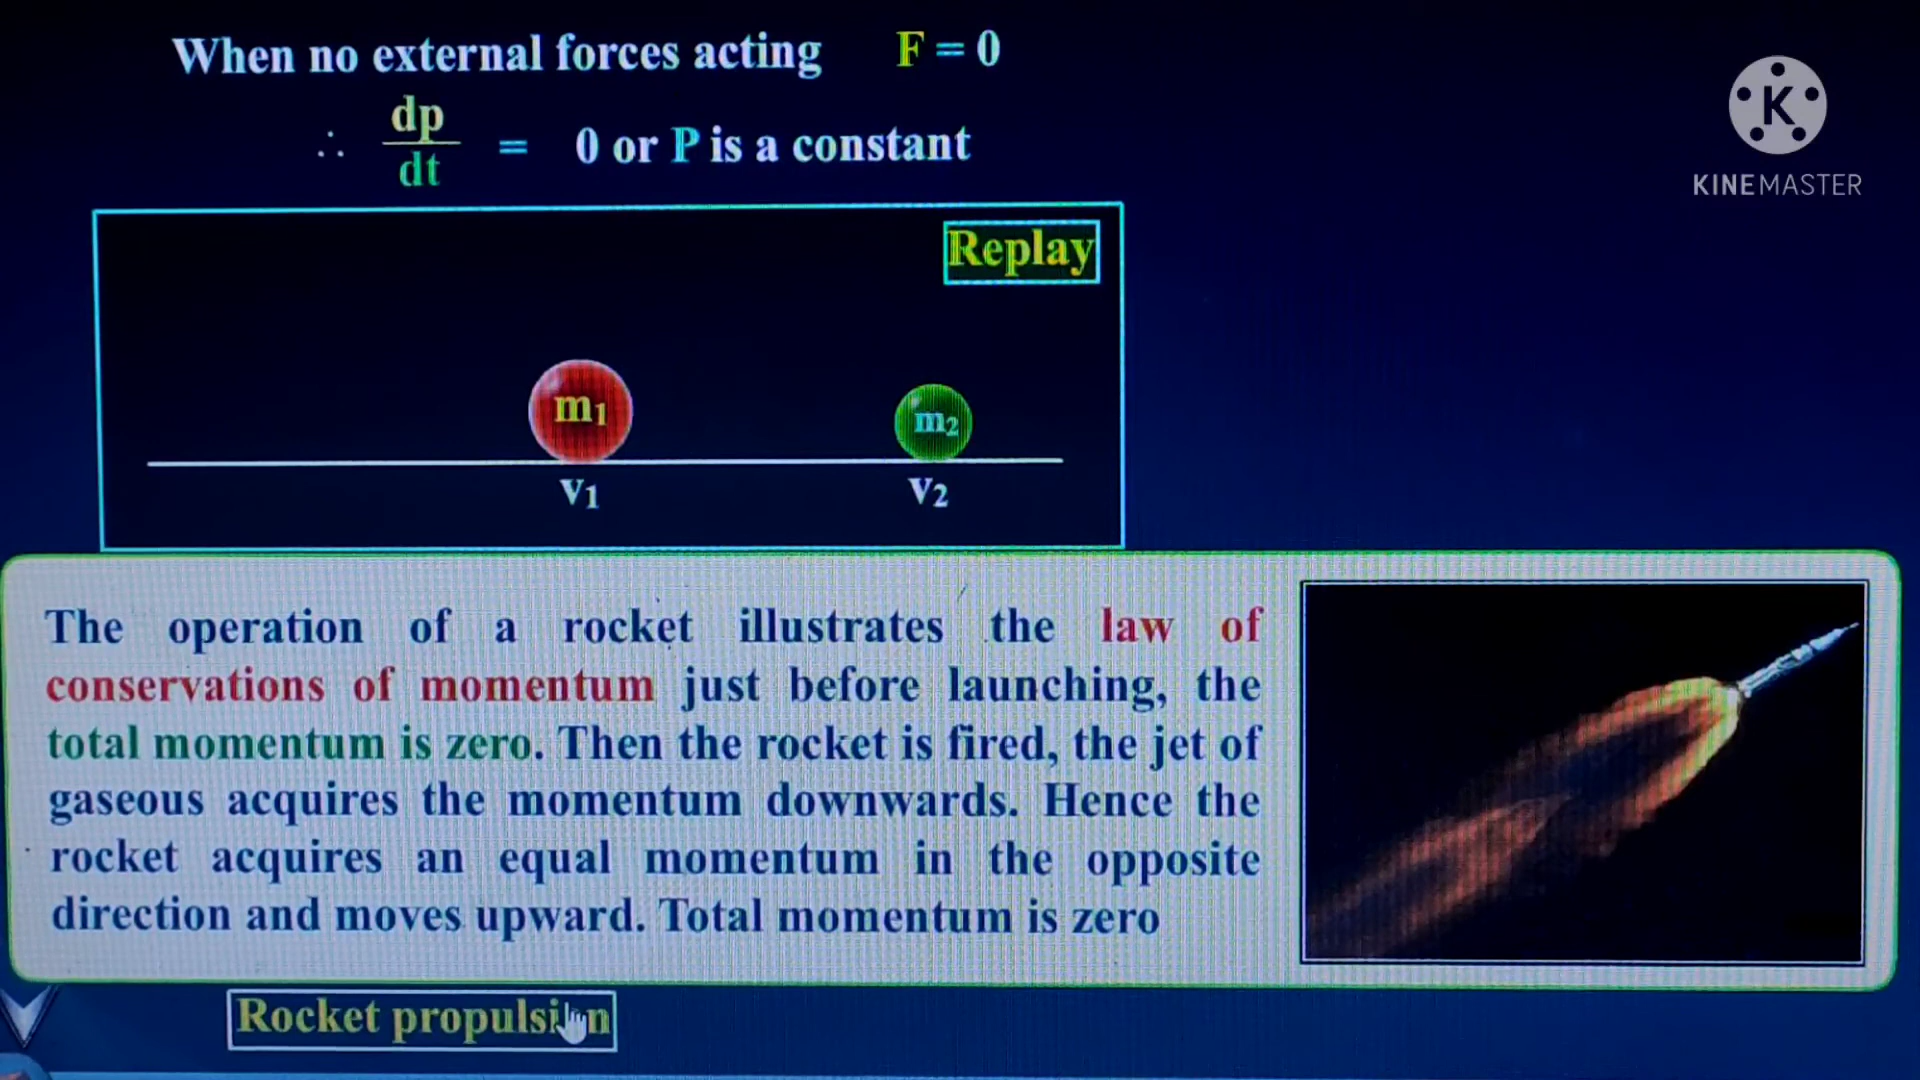 When no external forces acting F = 0
∴ dp/dt = 0 or P is a constant
KINEMASTER
Replay
m1 m2
v1 v2
The operation of a rocket illustrates the law of
conservations of momentum just before launching, the
total momentum is zero. Then the rocket is fired, the jet of
gaseous acquires the momentum downwards. Hence the
rocket acquires an equal momentum in the opposite
direction and moves upward. Total momentum is zero
Rocket propulsion